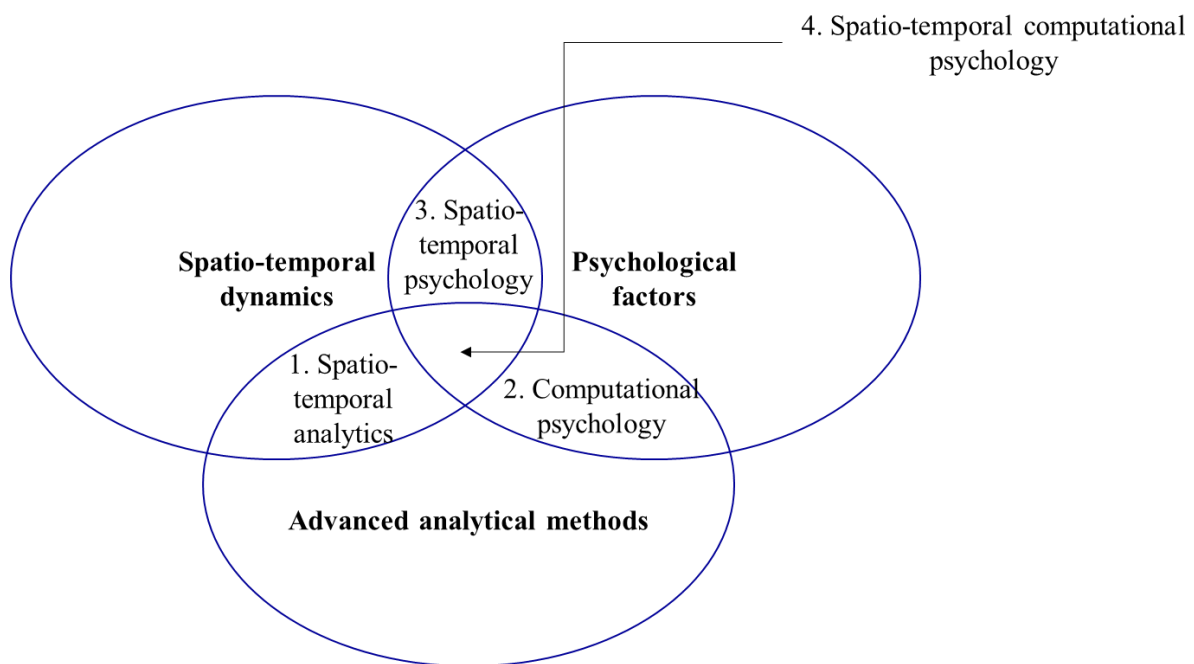 4. Spatio-temporal computational
psychology
3. Spatio-
temporal
psychology
Spatio-temporal
dynamics
Psychological
factors
1. Spatio-
temporal
analytics
2. Computational
psychology
Advanced analytical methods